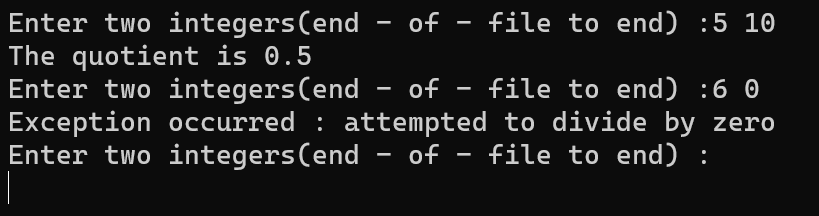 Enter two integers(end - of - file to end) :5 10
The quotient is 0.5
Enter two integers(end - of - file to end) :6 0
Exception occurred : attempted to divide by zero
Enter two integers(end - of - file to end) :